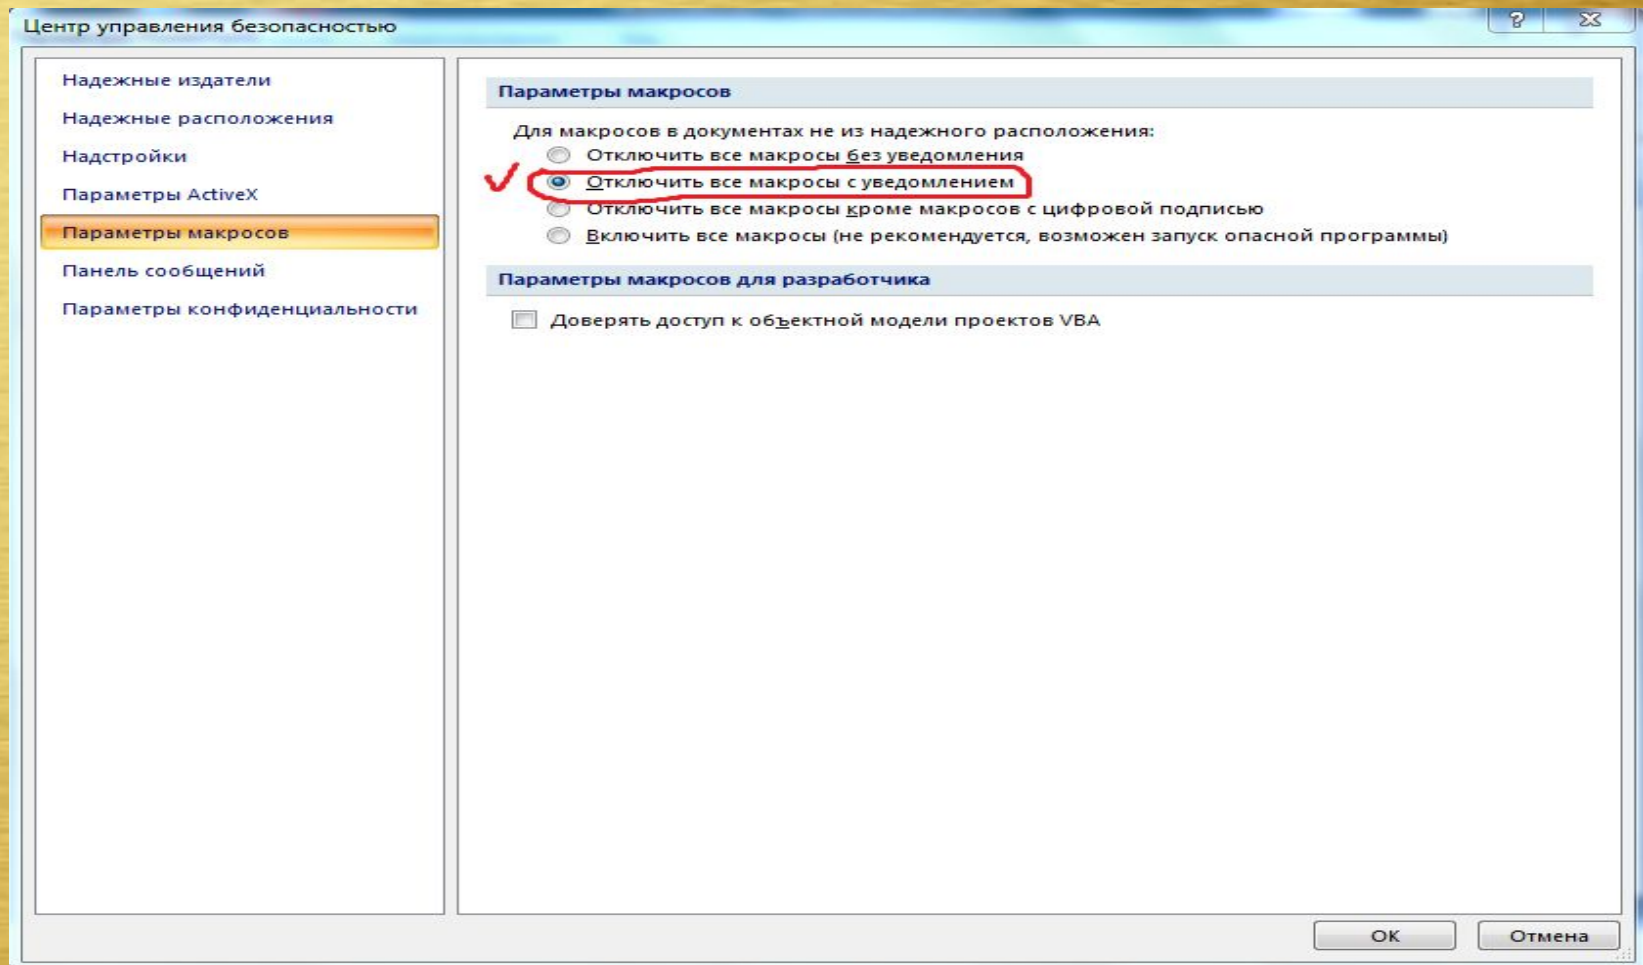 Центр управления безопасностью
Надежные издатели
Надежные расположения
Надстройки
Параметры ActiveX
Параметры макросов
Панель сообщений
Параметры конфиденциальности
Параметры макросов
Для макросов в документах не из надежного расположения:
Отключить все макросы без уведомления
Отключить все макросы с уведомлением
Отключить все макросы кроме макросов с цифровой подписью
Включить все макросы (не рекомендуется, возможен запуск опасной программы)
Параметры макросов для разработчика
Доверять доступ к объектной модели проектов VBA
ОК
Отмена